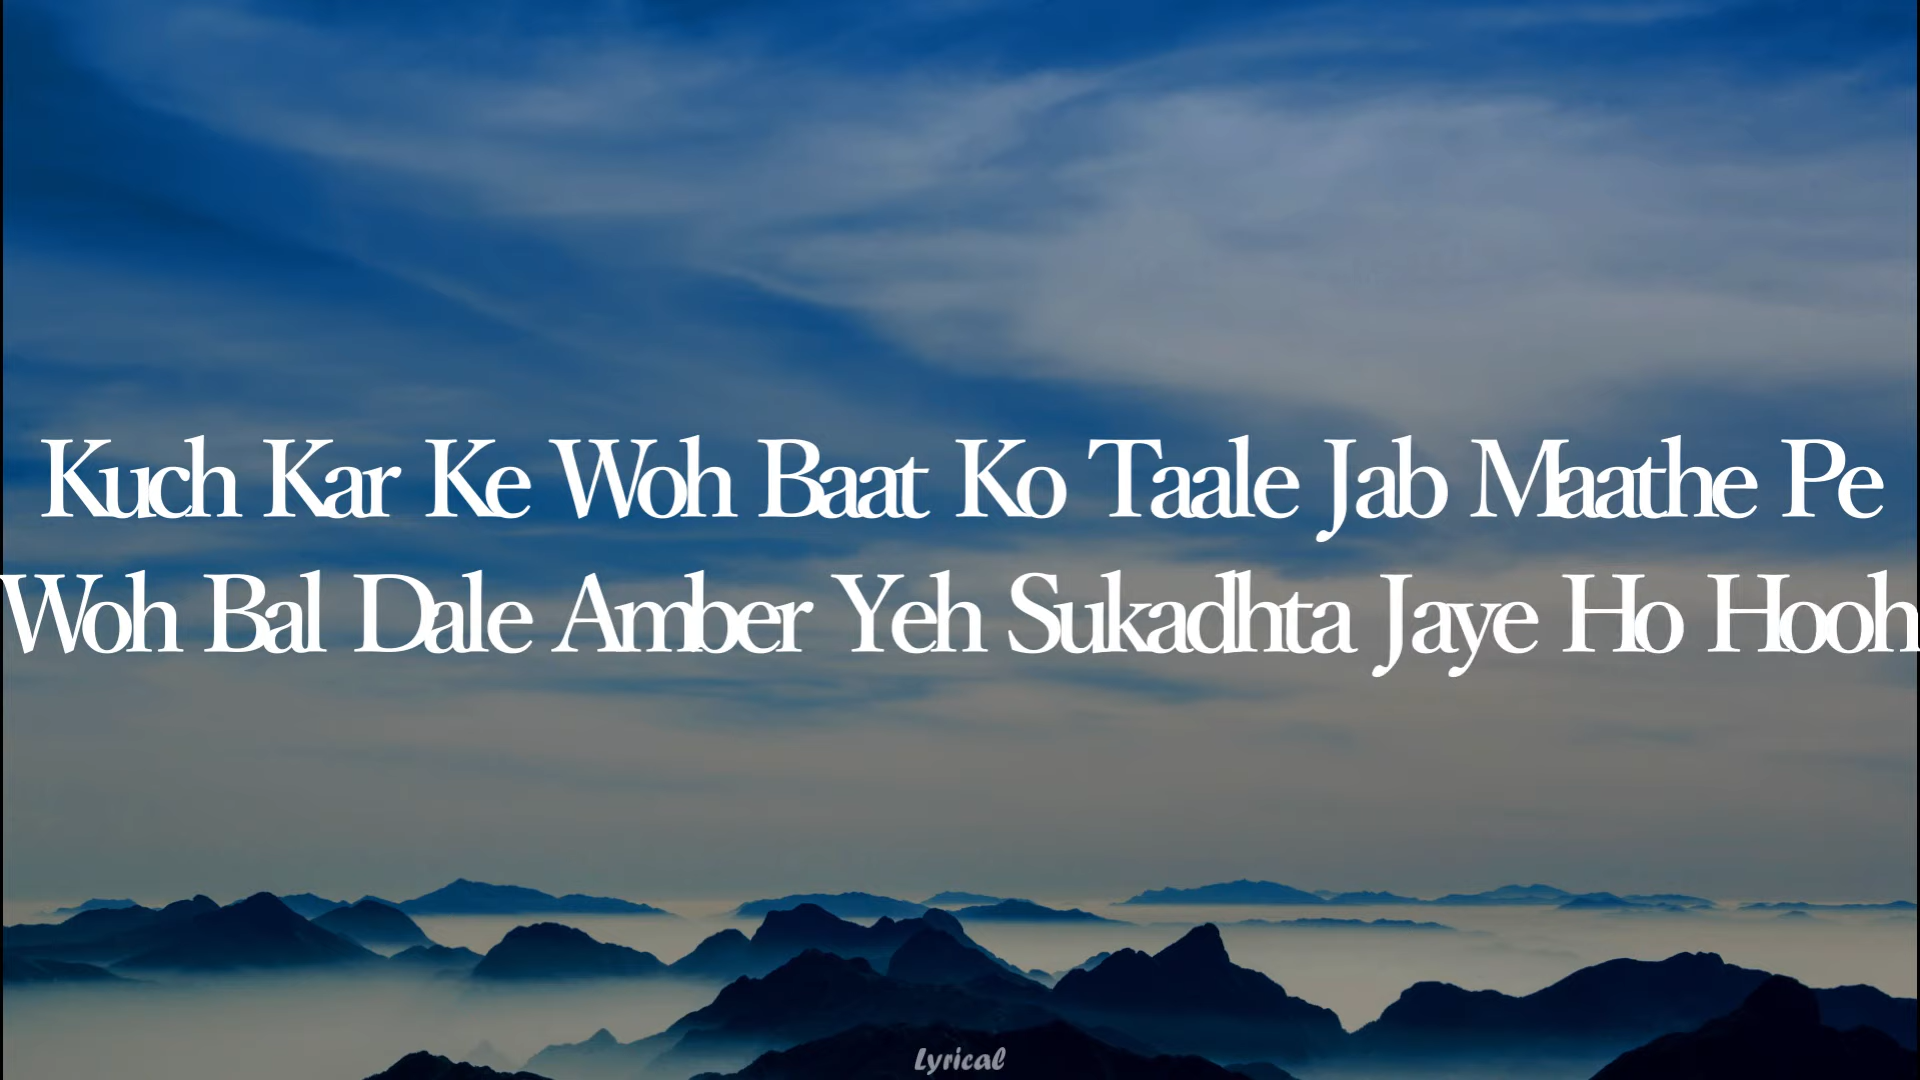 Kuch Kar Ke Woh Baat Ko Taale Jab Maathe Pe
Woh Bal Dale Amber Yeh Sukadhta Jaye Ho Hooh
Lyrical